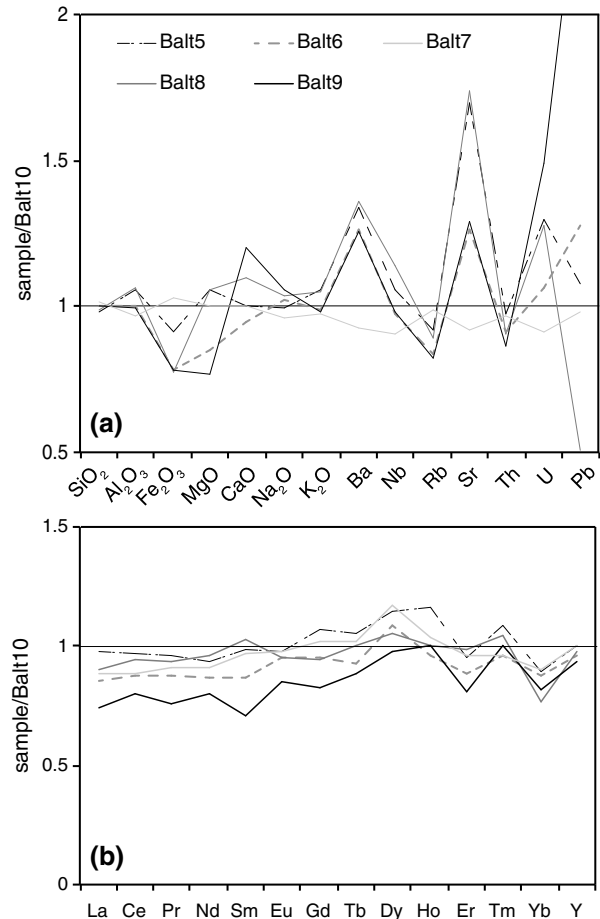 2
Balt5 Balt6 Balt7
Balt8 Balt9
1.5
sample/Balt10
1
(a)
0.5
SiO₂ Al₂O₃ Fe₂O₃ MgO CaO Na₂O K₂O Ba Nb Rb Sr Th U Pb
1.5
1
sample/Balt10
0.5
(b)
0
La Ce Pr Nd Sm Eu Gd Tb Dy Ho Er Tm Yb Y